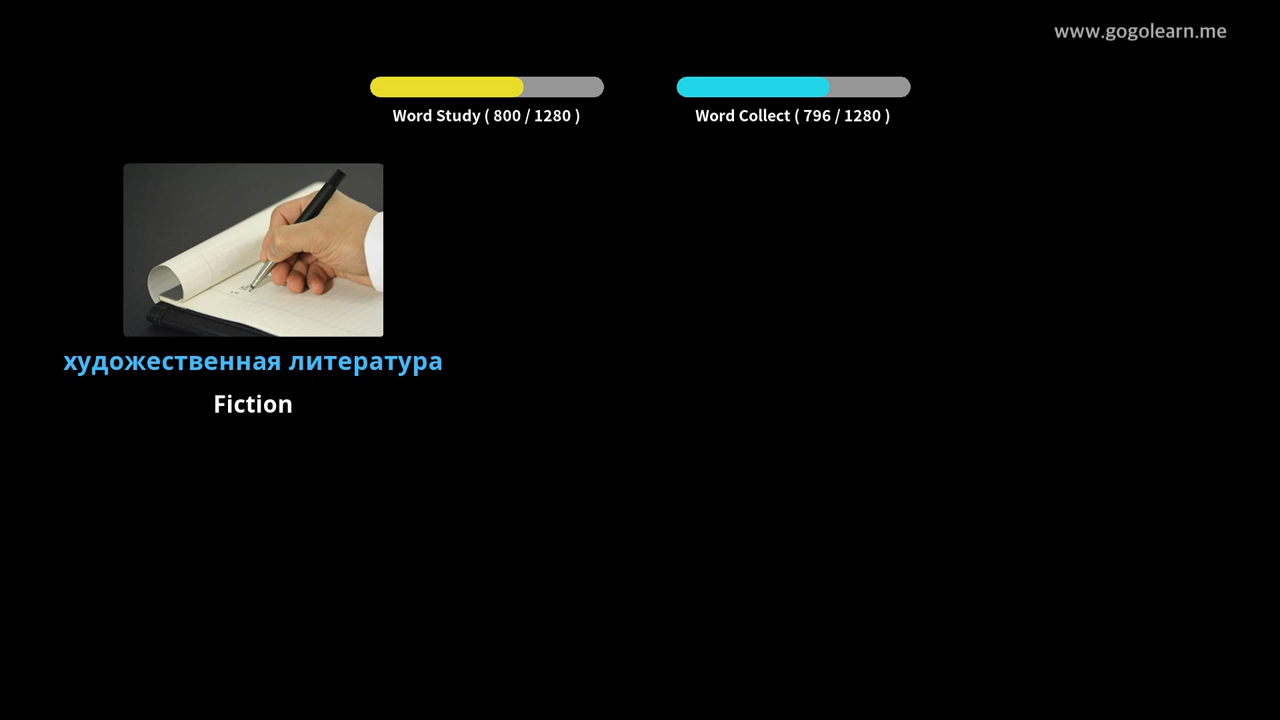 www.gogolearn.me
Word Study ( 800 / 1280 )
Word Collect ( 796 / 1280 )
художественная литература
Fiction